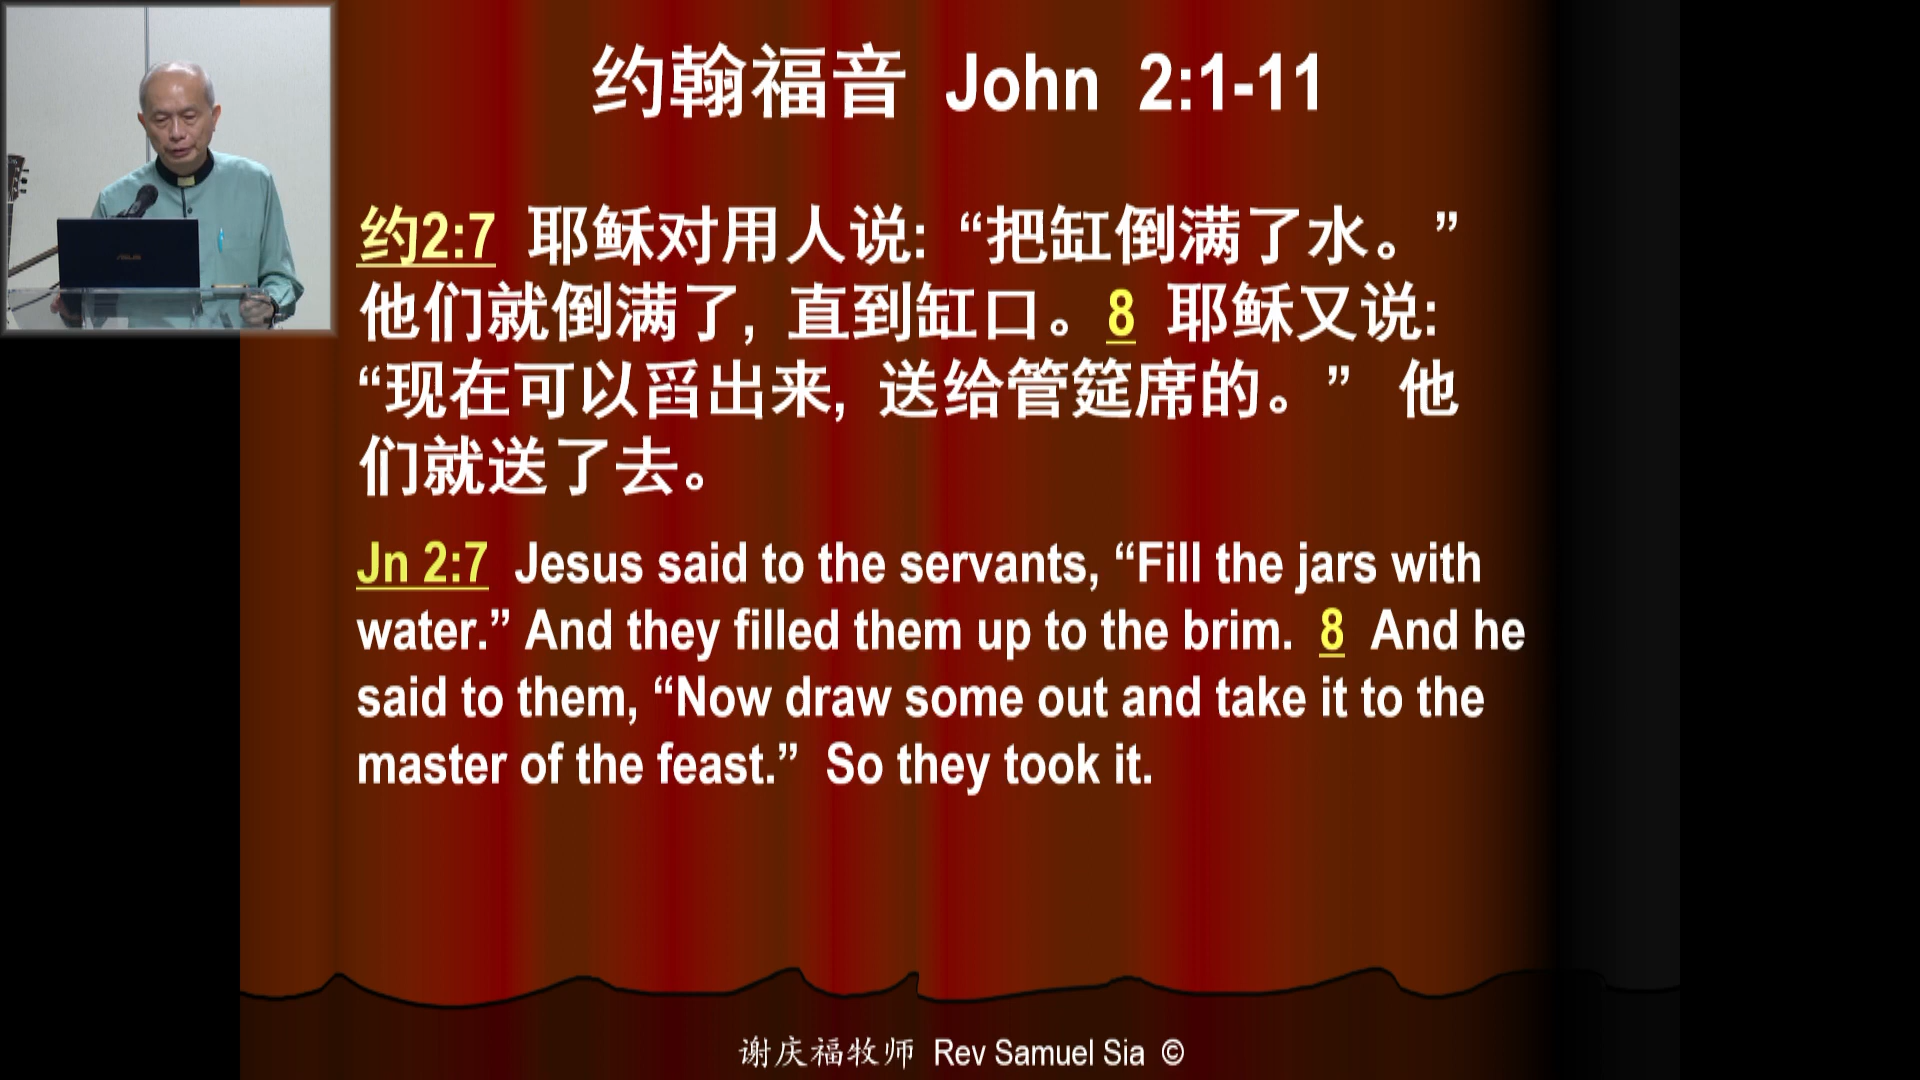 约翰福音 John 2:1-11
约2:7 耶稣对用人说: “把缸倒满了水。”
他们就倒满了, 直到缸口。8 耶稣又说:
“现在可以舀出来, 送给管筵席的。” 他
们就送了去。
Jn 2:7 Jesus said to the servants, “Fill the jars with
water.” And they filled them up to the brim. 8 And he
said to them, “Now draw some out and take it to the
master of the feast.” So they took it.
谢庆福牧师 Rev Samuel Sia ©